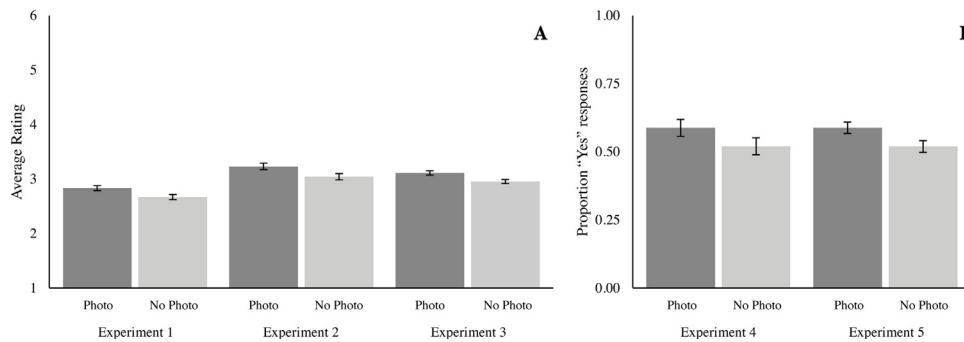 A
6
5
4
3
2
1
Average Rating
Photo No Photo Photo No Photo Photo No Photo
Experiment 1 Experiment 2 Experiment 3
1.00
0.75
0.50
0.25
0.00
Proportion “Yes” responses
Photo No Photo Photo No Photo
Experiment 4 Experiment 5